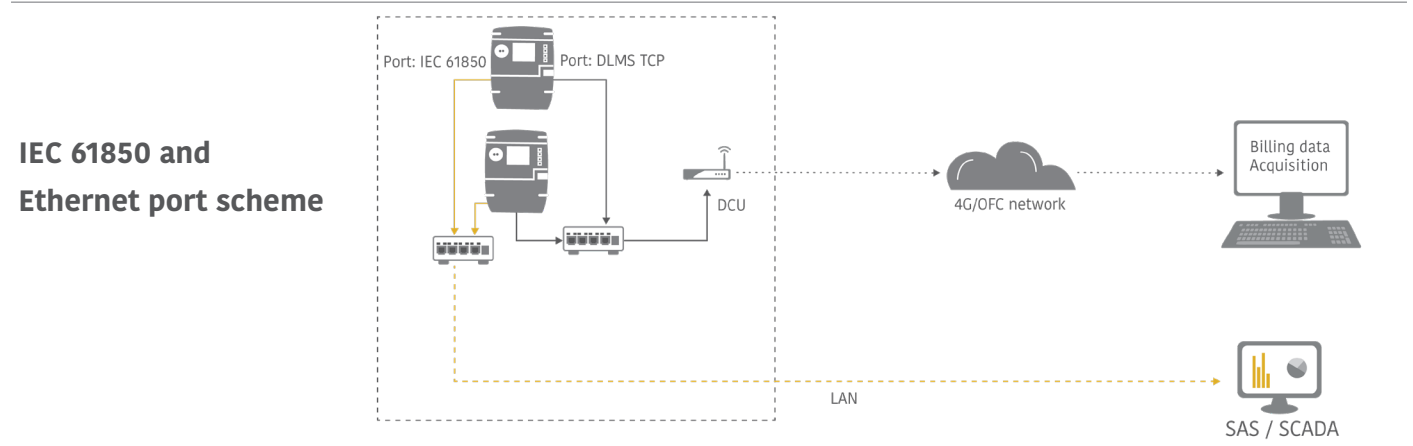 IEC 61850 and
Ethernet port scheme
Port: IEC 61850
Port: DLMS TCP
DCU
4G/OFC network
Billing data
Acquisition
LAN
SAS / SCADA